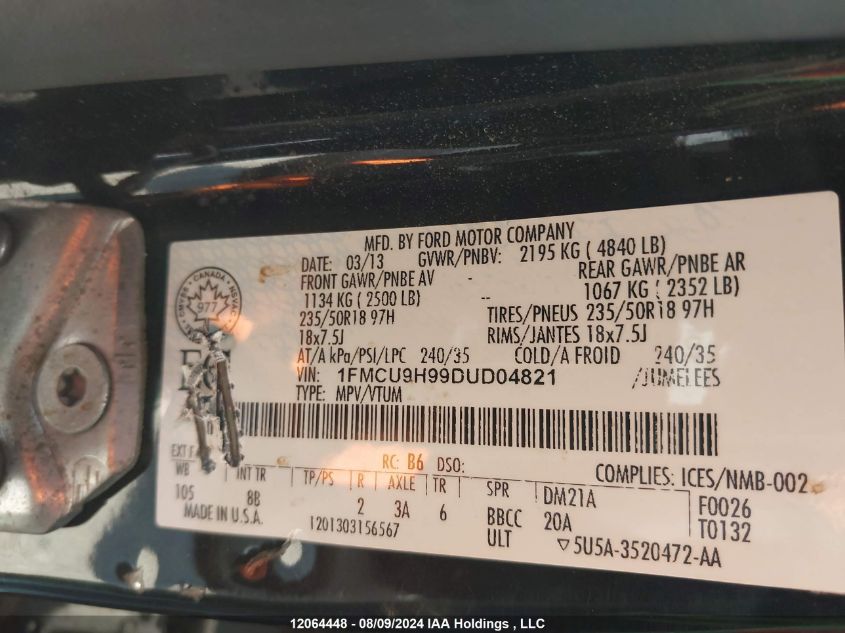 MFD. BY FORD MOTOR COMPANY
DATE: 03/13 GVWR/PNBV: 2195 KG ( 4840 LB)
FRONT GAWR/PNBE AV - REAR GAWR/PNBE AR
1134 KG ( 2500 LB) -- 1067 KG ( 2352 LB)
235/50R18 97H TIRES/PNEUS 235/50R18 97H
18x7.5J RIMS/JANTES 18x7.5J
AT/A kPa/PSI/LPC 240/35 COLD/A FROID 240/35
VIN: 1FMCU9H99DUD04821 /JUMELEES
TYPE: MPV/VTUM
CANADA
977
RC: B6 DSO: COMPLIES: ICES/NMB-002
EXT
WB INT TR TP/PS R AXLE TR SPR DM21A F0026
105 8B 2 3A 6 BBCC 20A T0132
MADE IN U.S.A. 1201303156567 ULT ▽5U5A-3520472-AA
12064448 - 08/09/2024 IAA Holdings , LLC